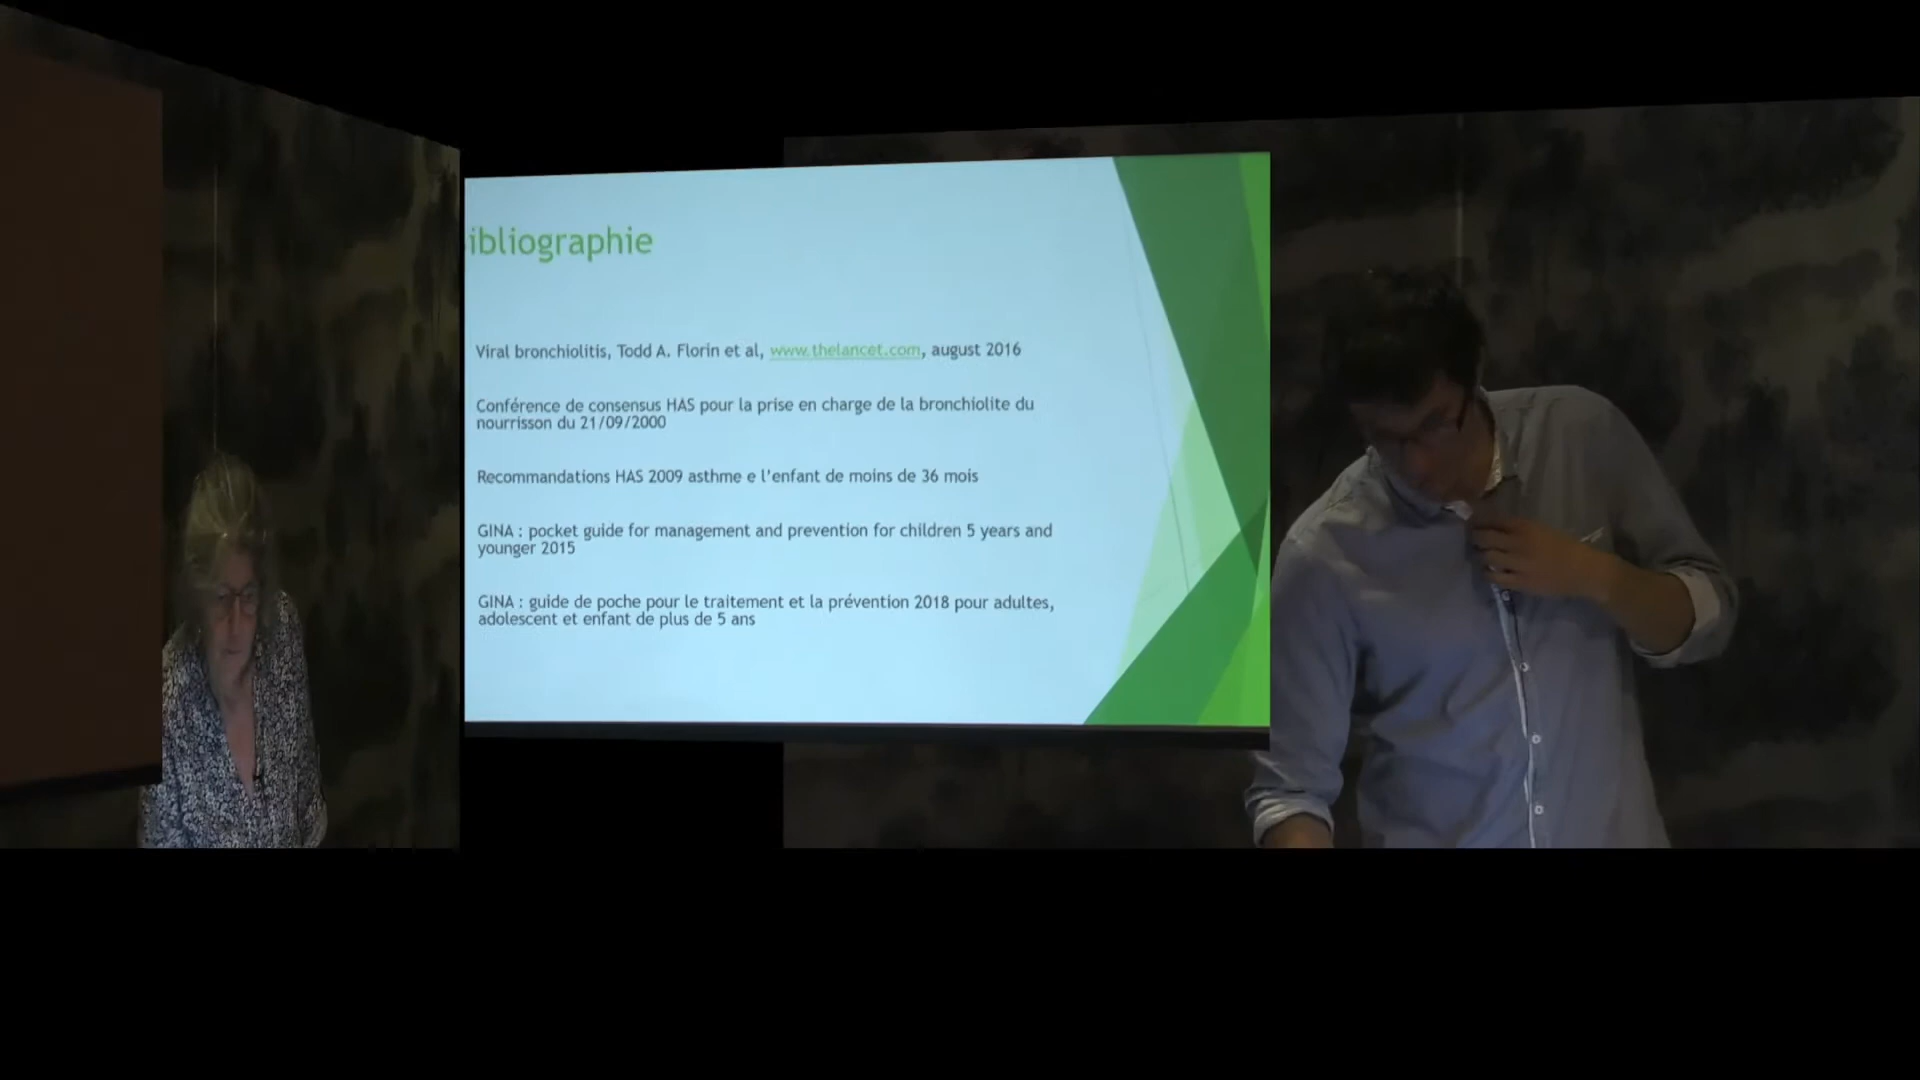 ibliographie
Viral bronchiolitis, Todd A. Florin et al, www.thelancet.com, august 2016
Conférence de consensus HAS pour la prise en charge de la bronchiolite du
nourrisson du 21/09/2000
Recommandations HAS 2009 asthme e l'enfant de moins de 36 mois
GINA : pocket guide for management and prevention for children 5 years and
younger 2015
GINA : guide de poche pour le traitement et la prévention 2018 pour adultes,
adolescent et enfant de plus de 5 ans